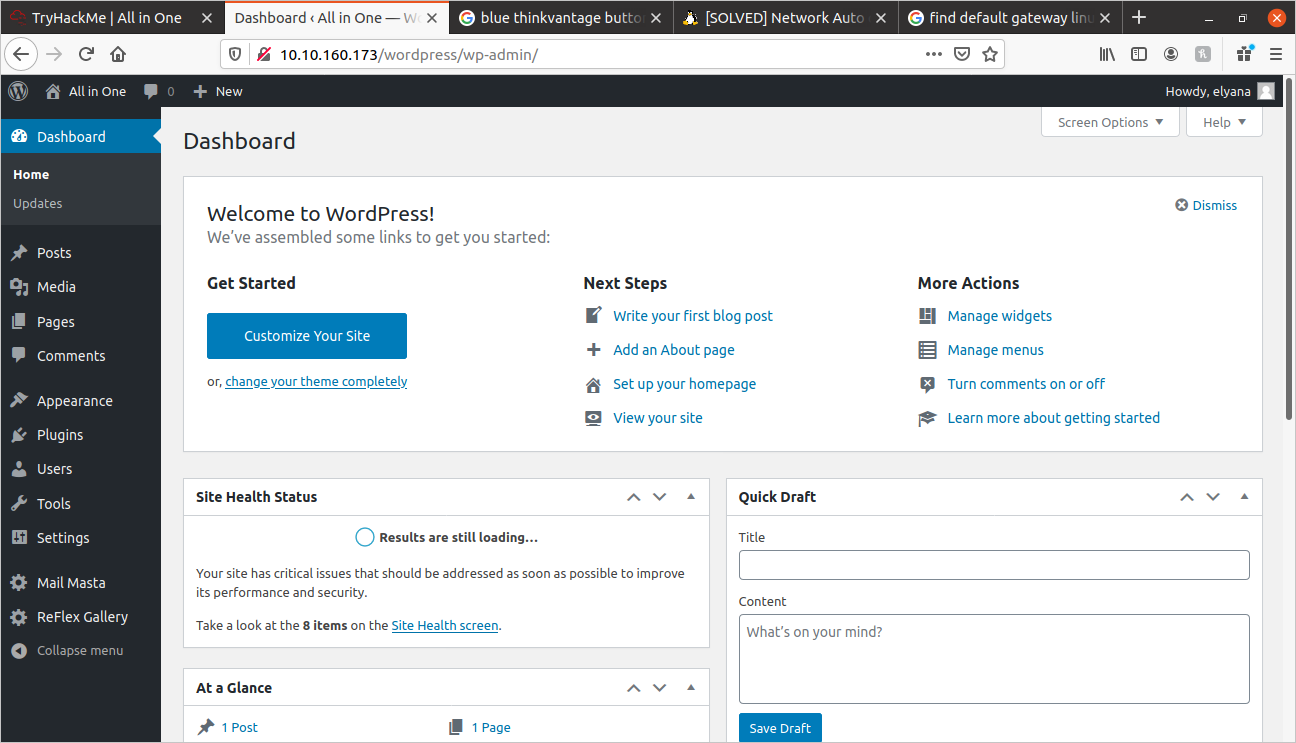 TryHackMe | All in One
Dashboard ‹ All in One — Wo
blue thinkvantage butto
[SOLVED] Network Auto
find default gateway linu
10.10.160.173/wordpress/wp-admin/
All in One 0 New Howdy, elyana
Dashboard
Home
Updates
Posts
Media
Pages
Comments
Appearance
Plugins
Users
Tools
Settings
Mail Masta
ReFlex Gallery
Collapse menu
Screen Options Help
Dashboard
Welcome to WordPress!
Dismiss
We’ve assembled some links to get you started:
Get Started
Customize Your Site
or, change your theme completely
Next Steps
Write your first blog post
Add an About page
Set up your homepage
View your site
More Actions
Manage widgets
Manage menus
Turn comments on or off
Learn more about getting started
Site Health Status
Results are still loading…
Your site has critical issues that should be addressed as soon as possible to improve
its performance and security.
Take a look at the 8 items on the Site Health screen.
At a Glance
1 Post 1 Page
Quick Draft
Title
Content
What’s on your mind?
Save Draft